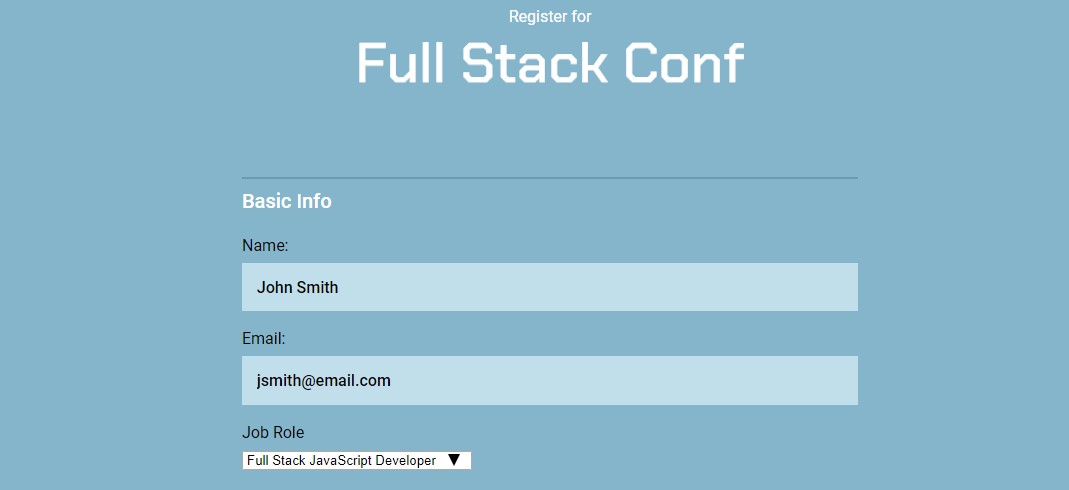 Register for
Full Stack Conf
Basic Info
Name:
John Smith
Email:
jsmith@email.com
Job Role
Full Stack JavaScript Developer